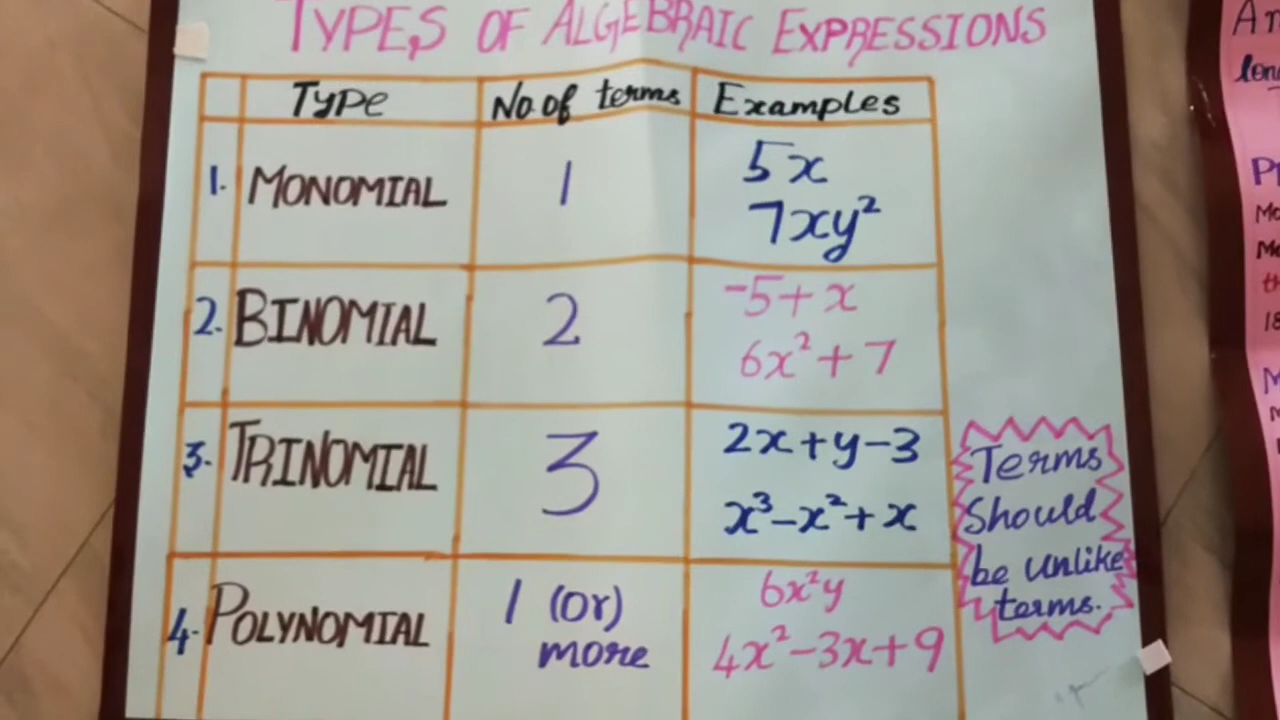 TYPES OF ALGEBRAIC EXPRESSIONS
TYPE No. of terms Examples
1. MONOMIAL 1 5x
7xy²
2. BINOMIAL 2 -5+x
6x²+7
3. TRINOMIAL 3 2x+y-3
x³-x²+x
4. POLYNOMIAL 1 (or) more 6x²y
4x²-3x+9
Terms
Should
be unlike
terms.